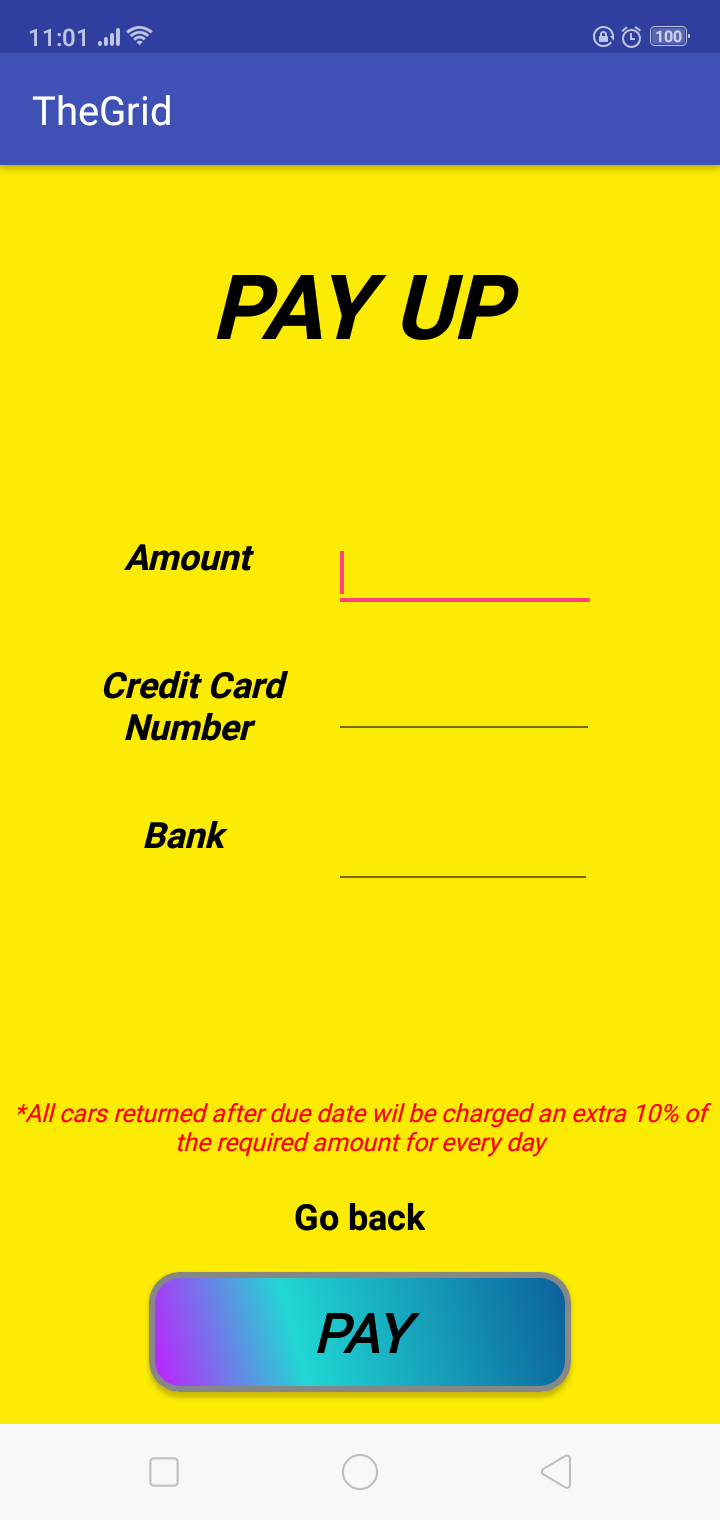 11:01 100
TheGrid
PAY UP
Amount
Credit Card
Number
Bank
*All cars returned after due date wil be charged an extra 10% of
the required amount for every day
Go back
PAY